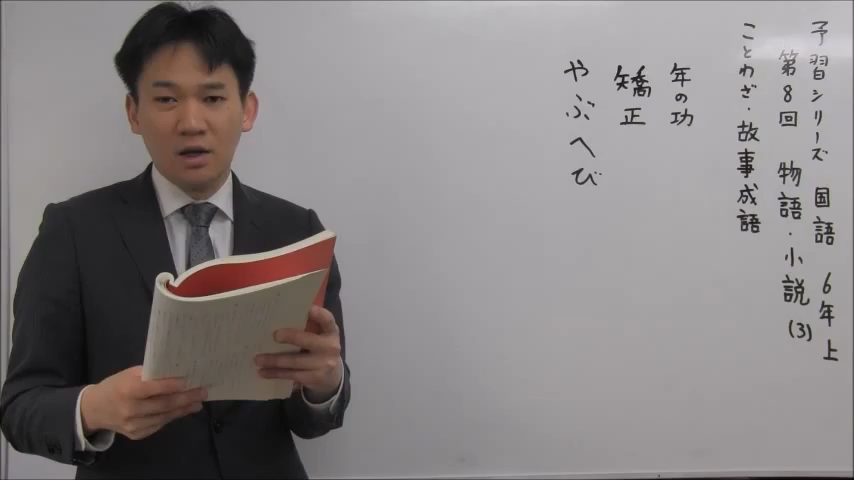 予習シリーズ 国語 6年上
第8回 物語・小説(3)
ことわざ・故事成語
年の功
矯正
やぶへび